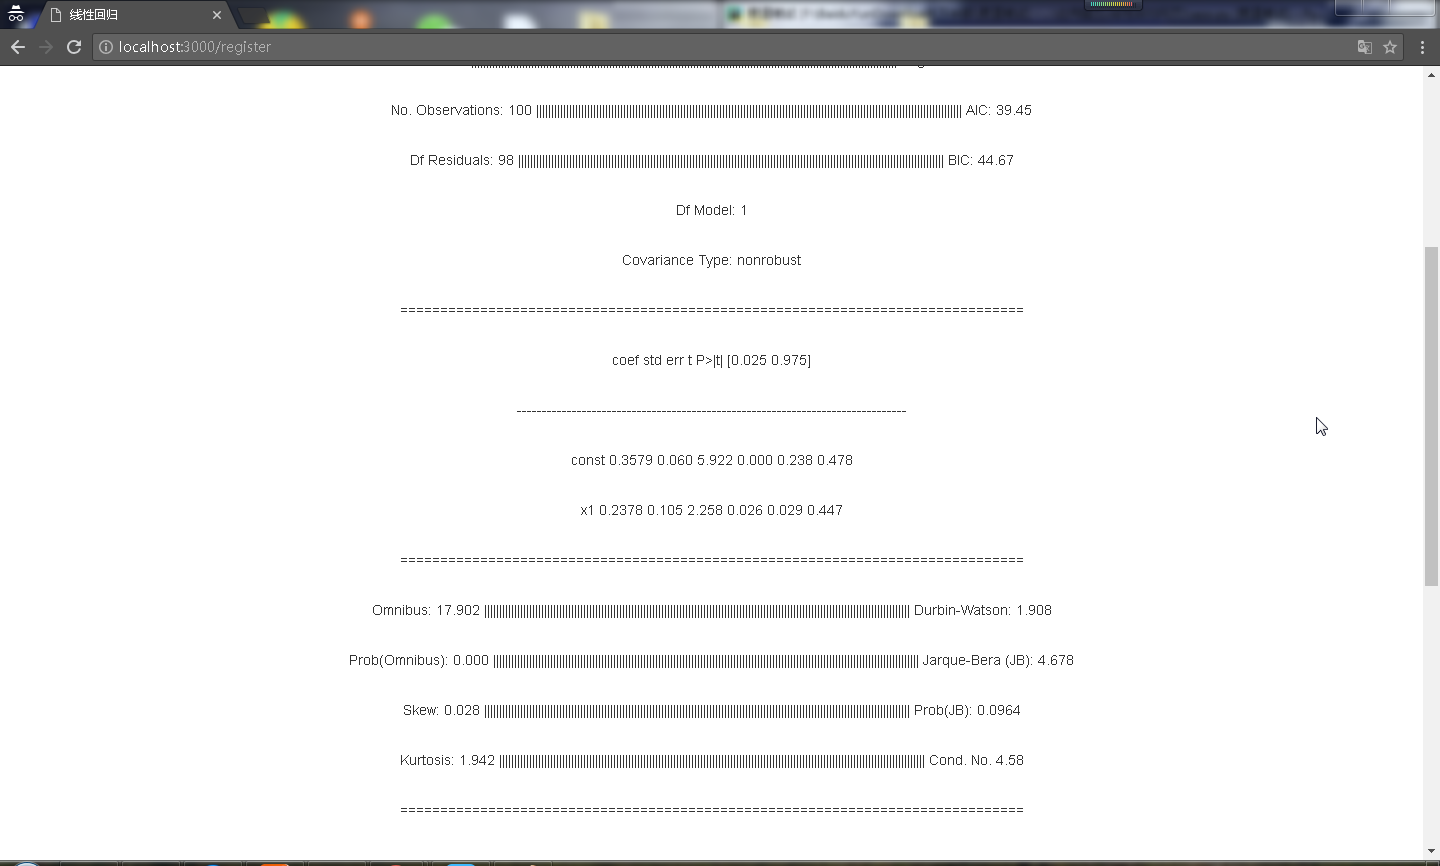 线性回归
localhost:3000/register
No. Observations: 100 |||||||||||||||||||||||||||||||||||||||||||||||||||||||||||||||||||||||||||||||||||||||||||||||||||||||||||||||||||||||||||||||||||||||||||| AIC: 39.45
Df Residuals: 98 |||||||||||||||||||||||||||||||||||||||||||||||||||||||||||||||||||||||||||||||||||||||||||||||||||||||||||||||||||||||||||||||||||||||||||| BIC: 44.67
Df Model: 1
Covariance Type: nonrobust
==============================================================================
coef std err t P>|t| [0.025 0.975]
------------------------------------------------------------------------------
const 0.3579 0.060 5.922 0.000 0.238 0.478
x1 0.2378 0.105 2.258 0.026 0.029 0.447
==============================================================================
Omnibus: 17.902 |||||||||||||||||||||||||||||||||||||||||||||||||||||||||||||||||||||||||||||||||||||||||||||||||||||||||||||||||||||||||||||||||||||||||||| Durbin-Watson: 1.908
Prob(Omnibus): 0.000 |||||||||||||||||||||||||||||||||||||||||||||||||||||||||||||||||||||||||||||||||||||||||||||||||||||||||||||||||||||||||||||||||||||||||||| Jarque-Bera (JB): 4.678
Skew: 0.028 |||||||||||||||||||||||||||||||||||||||||||||||||||||||||||||||||||||||||||||||||||||||||||||||||||||||||||||||||||||||||||||||||||||||||||| Prob(JB): 0.0964
Kurtosis: 1.942 |||||||||||||||||||||||||||||||||||||||||||||||||||||||||||||||||||||||||||||||||||||||||||||||||||||||||||||||||||||||||||||||||||||||||||| Cond. No. 4.58
==============================================================================